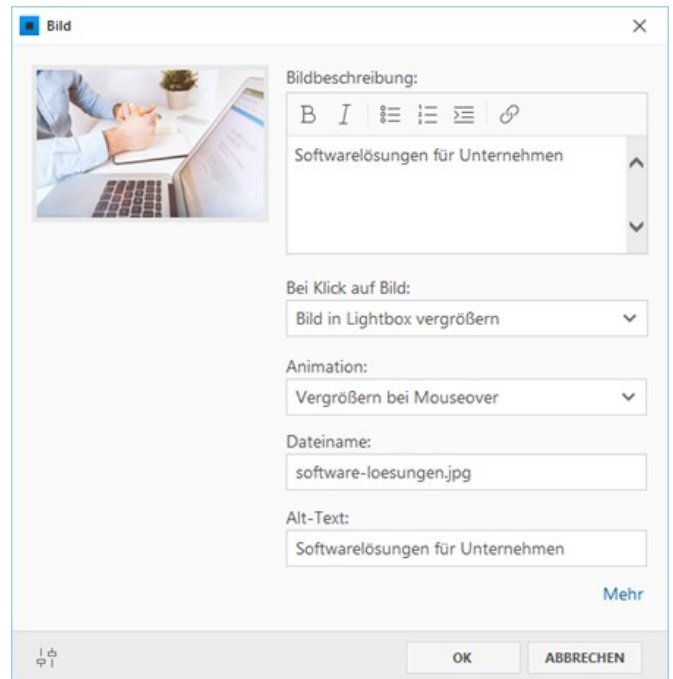 Bild
Bildbeschreibung:
B I
Softwarelösungen für Unternehmen
Bei Klick auf Bild:
Bild in Lightbox vergrößern
Animation:
Vergrößern bei Mouseover
Dateiname:
software-loesungen.jpg
Alt-Text:
Softwarelösungen für Unternehmen
Mehr
OK ABBRECHEN